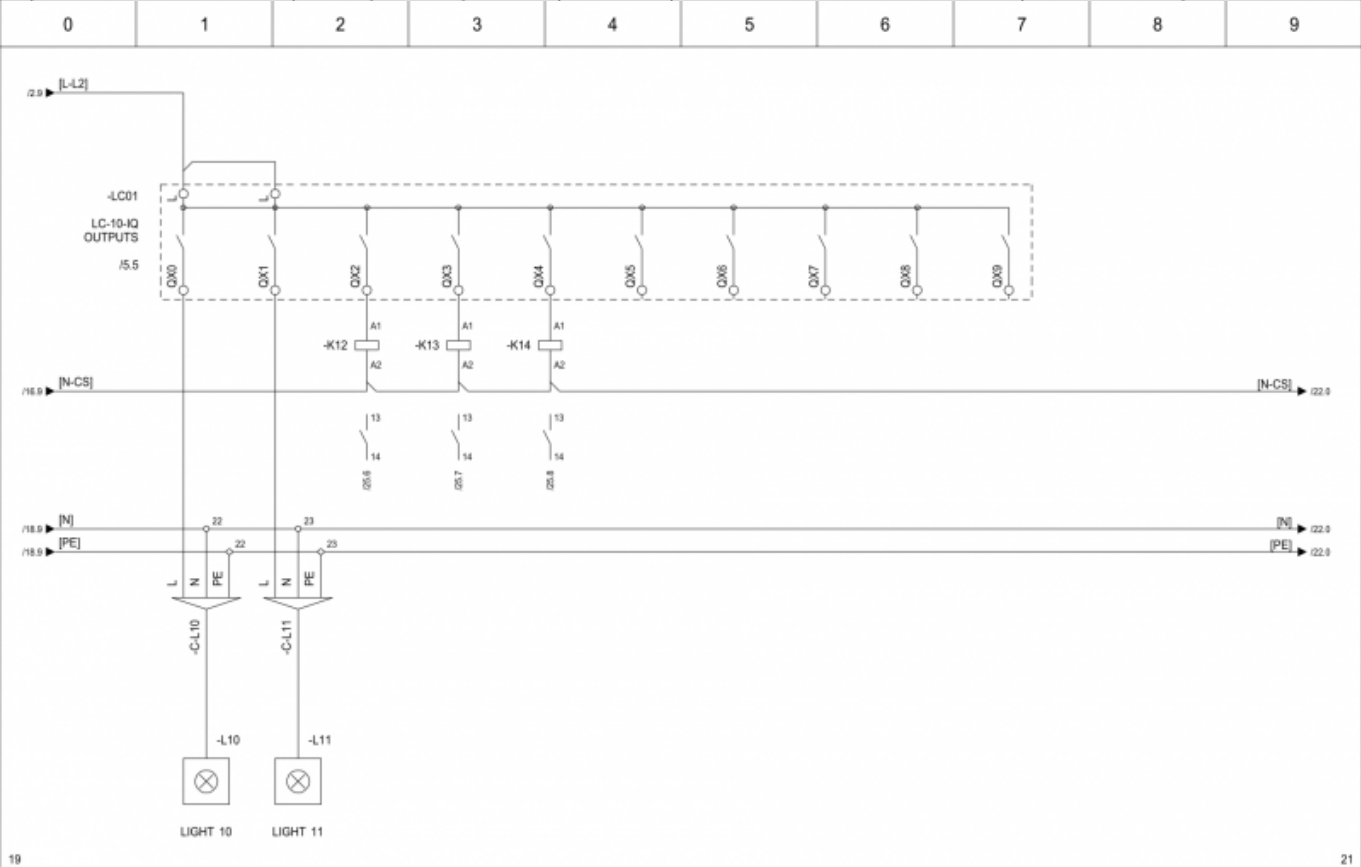 0 1 2 3 4 5 6 7 8 9
/2.9 [L-L2]
-LC01 L L
LC-10-IQ
OUTPUTS
/5.5
QX0 QX1 QX2 QX3 QX4 QX5 QX6 QX7 QX8 QX9
A1 A1 A1
-K12 -K13 -K14
A2 A2 A2
/16.9 [N-CS] [N-CS] /22.0
13 13 13
14 14 14
/25.6 /25.7 /25.8
/18.9 [N] 22 23 [N] /22.0
/18.9 [PE] 22 23 [PE] /22.0
L N PE L N PE
-C-L10 -C-L11
-L10 -L11
LIGHT 10 LIGHT 11
19 21